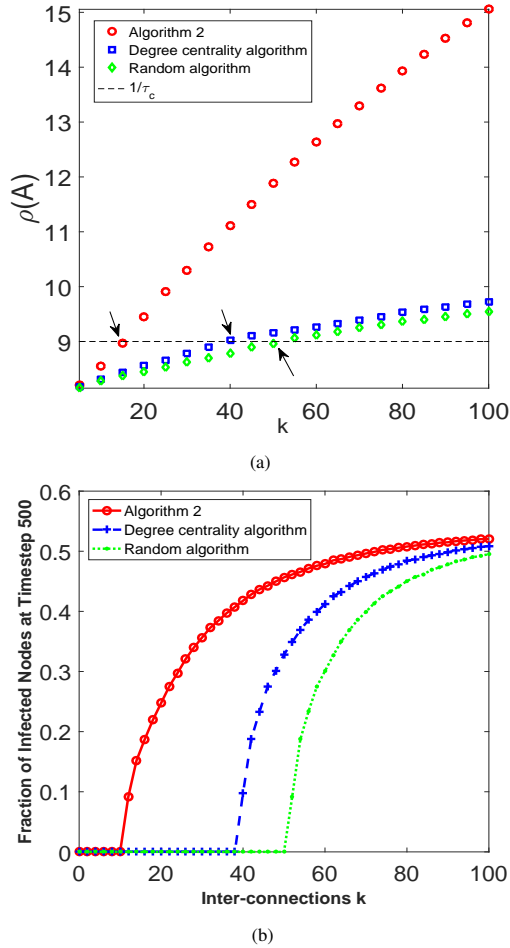 15
14
13
12
11
10
9
ρ(A)
Algorithm 2
Degree centrality algorithm
Random algorithm
1/τc
20
40
60
80
100
k
(a)
0.6
0.5
0.4
0.3
0.2
0.1
0
Fraction of Infected Nodes at Timestep 500
Algorithm 2
Degree centrality algorithm
Random algorithm
0
20
40
60
80
100
Inter-connections k
(b)